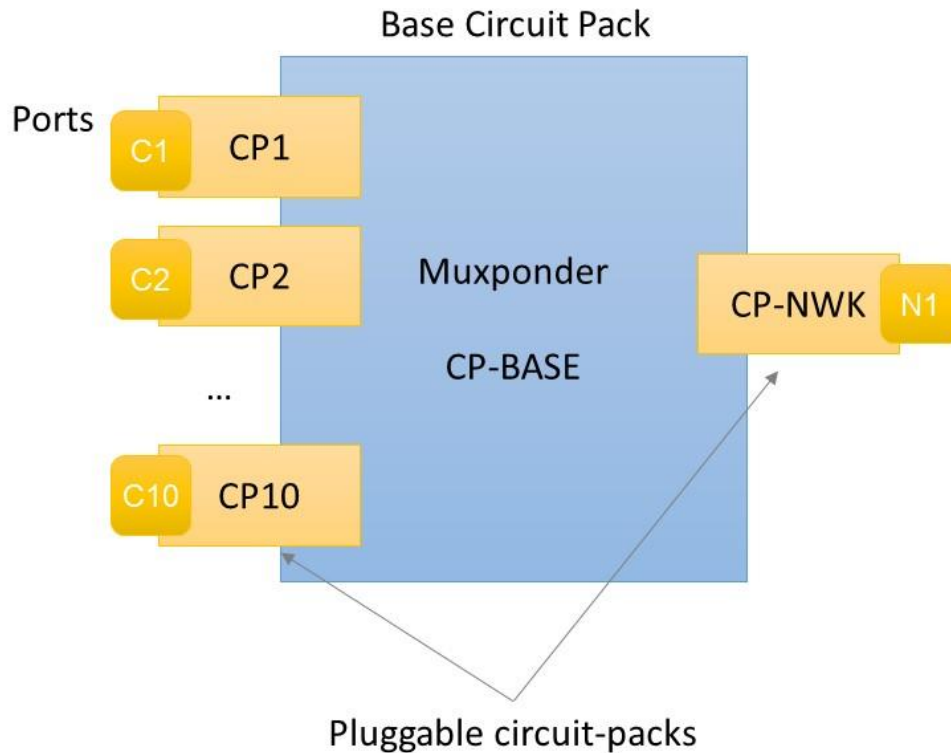 Base Circuit Pack
Ports
C1
CP1
C2
CP2
Muxponder
CP-NWK
N1
CP-BASE
...
C10
CP10
Pluggable circuit-packs